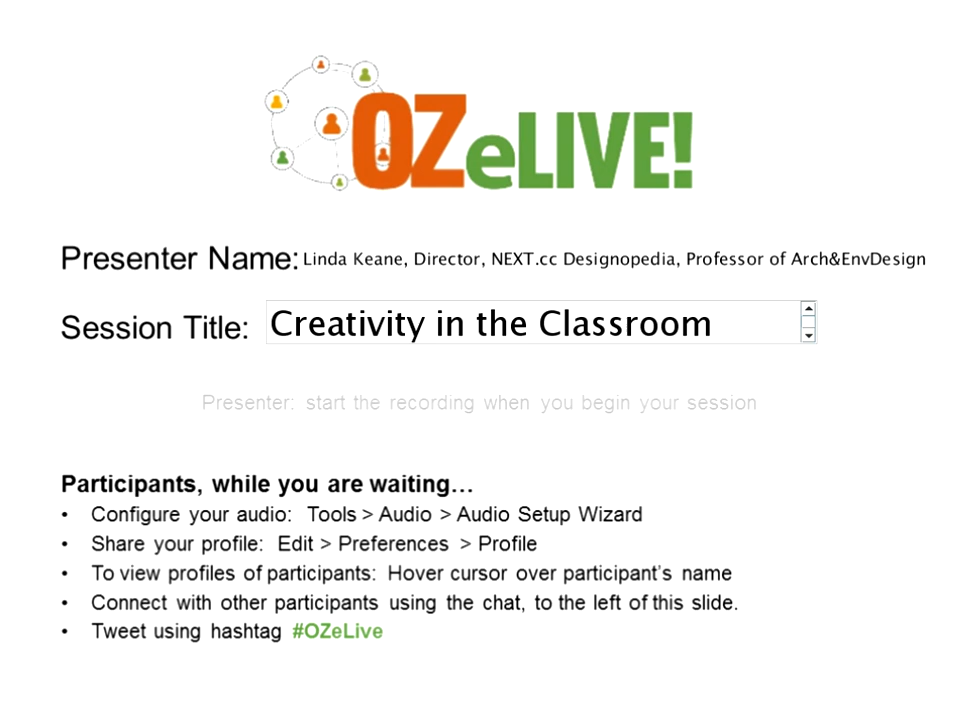 OZeLIVE!
Presenter Name: Linda Keane, Director, NEXT.cc Designopedia, Professor of Arch&EnvDesign
Session Title: Creativity in the Classroom
Presenter: start the recording when you begin your session
Participants, while you are waiting…
• Configure your audio: Tools > Audio > Audio Setup Wizard
• Share your profile: Edit > Preferences > Profile
• To view profiles of participants: Hover cursor over participant's name
• Connect with other participants using the chat, to the left of this slide.
• Tweet using hashtag #OZeLive